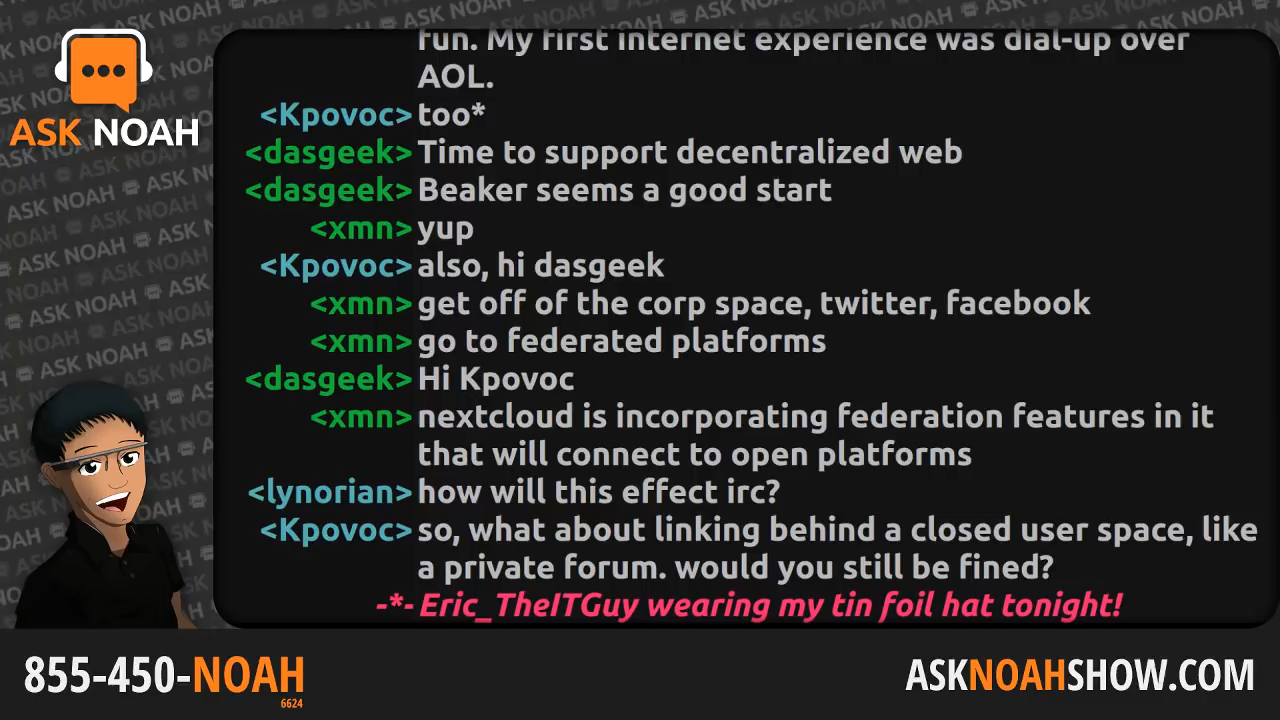 ASK NOAH
fun. My first internet experience was dial-up over
AOL.
<Kpovoc> too*
<dasgeek> Time to support decentralized web
<dasgeek> Beaker seems a good start
<xmn> yup
<Kpovoc> also, hi dasgeek
<xmn> get off of the corp space, twitter, facebook
<xmn> go to federated platforms
<dasgeek> Hi Kpovoc
<xmn> nextcloud is incorporating federation features in it
that will connect to open platforms
<lynorian> how will this effect irc?
<Kpovoc> so, what about linking behind a closed user space, like
a private forum. would you still be fined?
-*- Eric_TheITGuy wearing my tin foil hat tonight!
855-450-NOAH
6624
ASKNOAHSHOW.COM